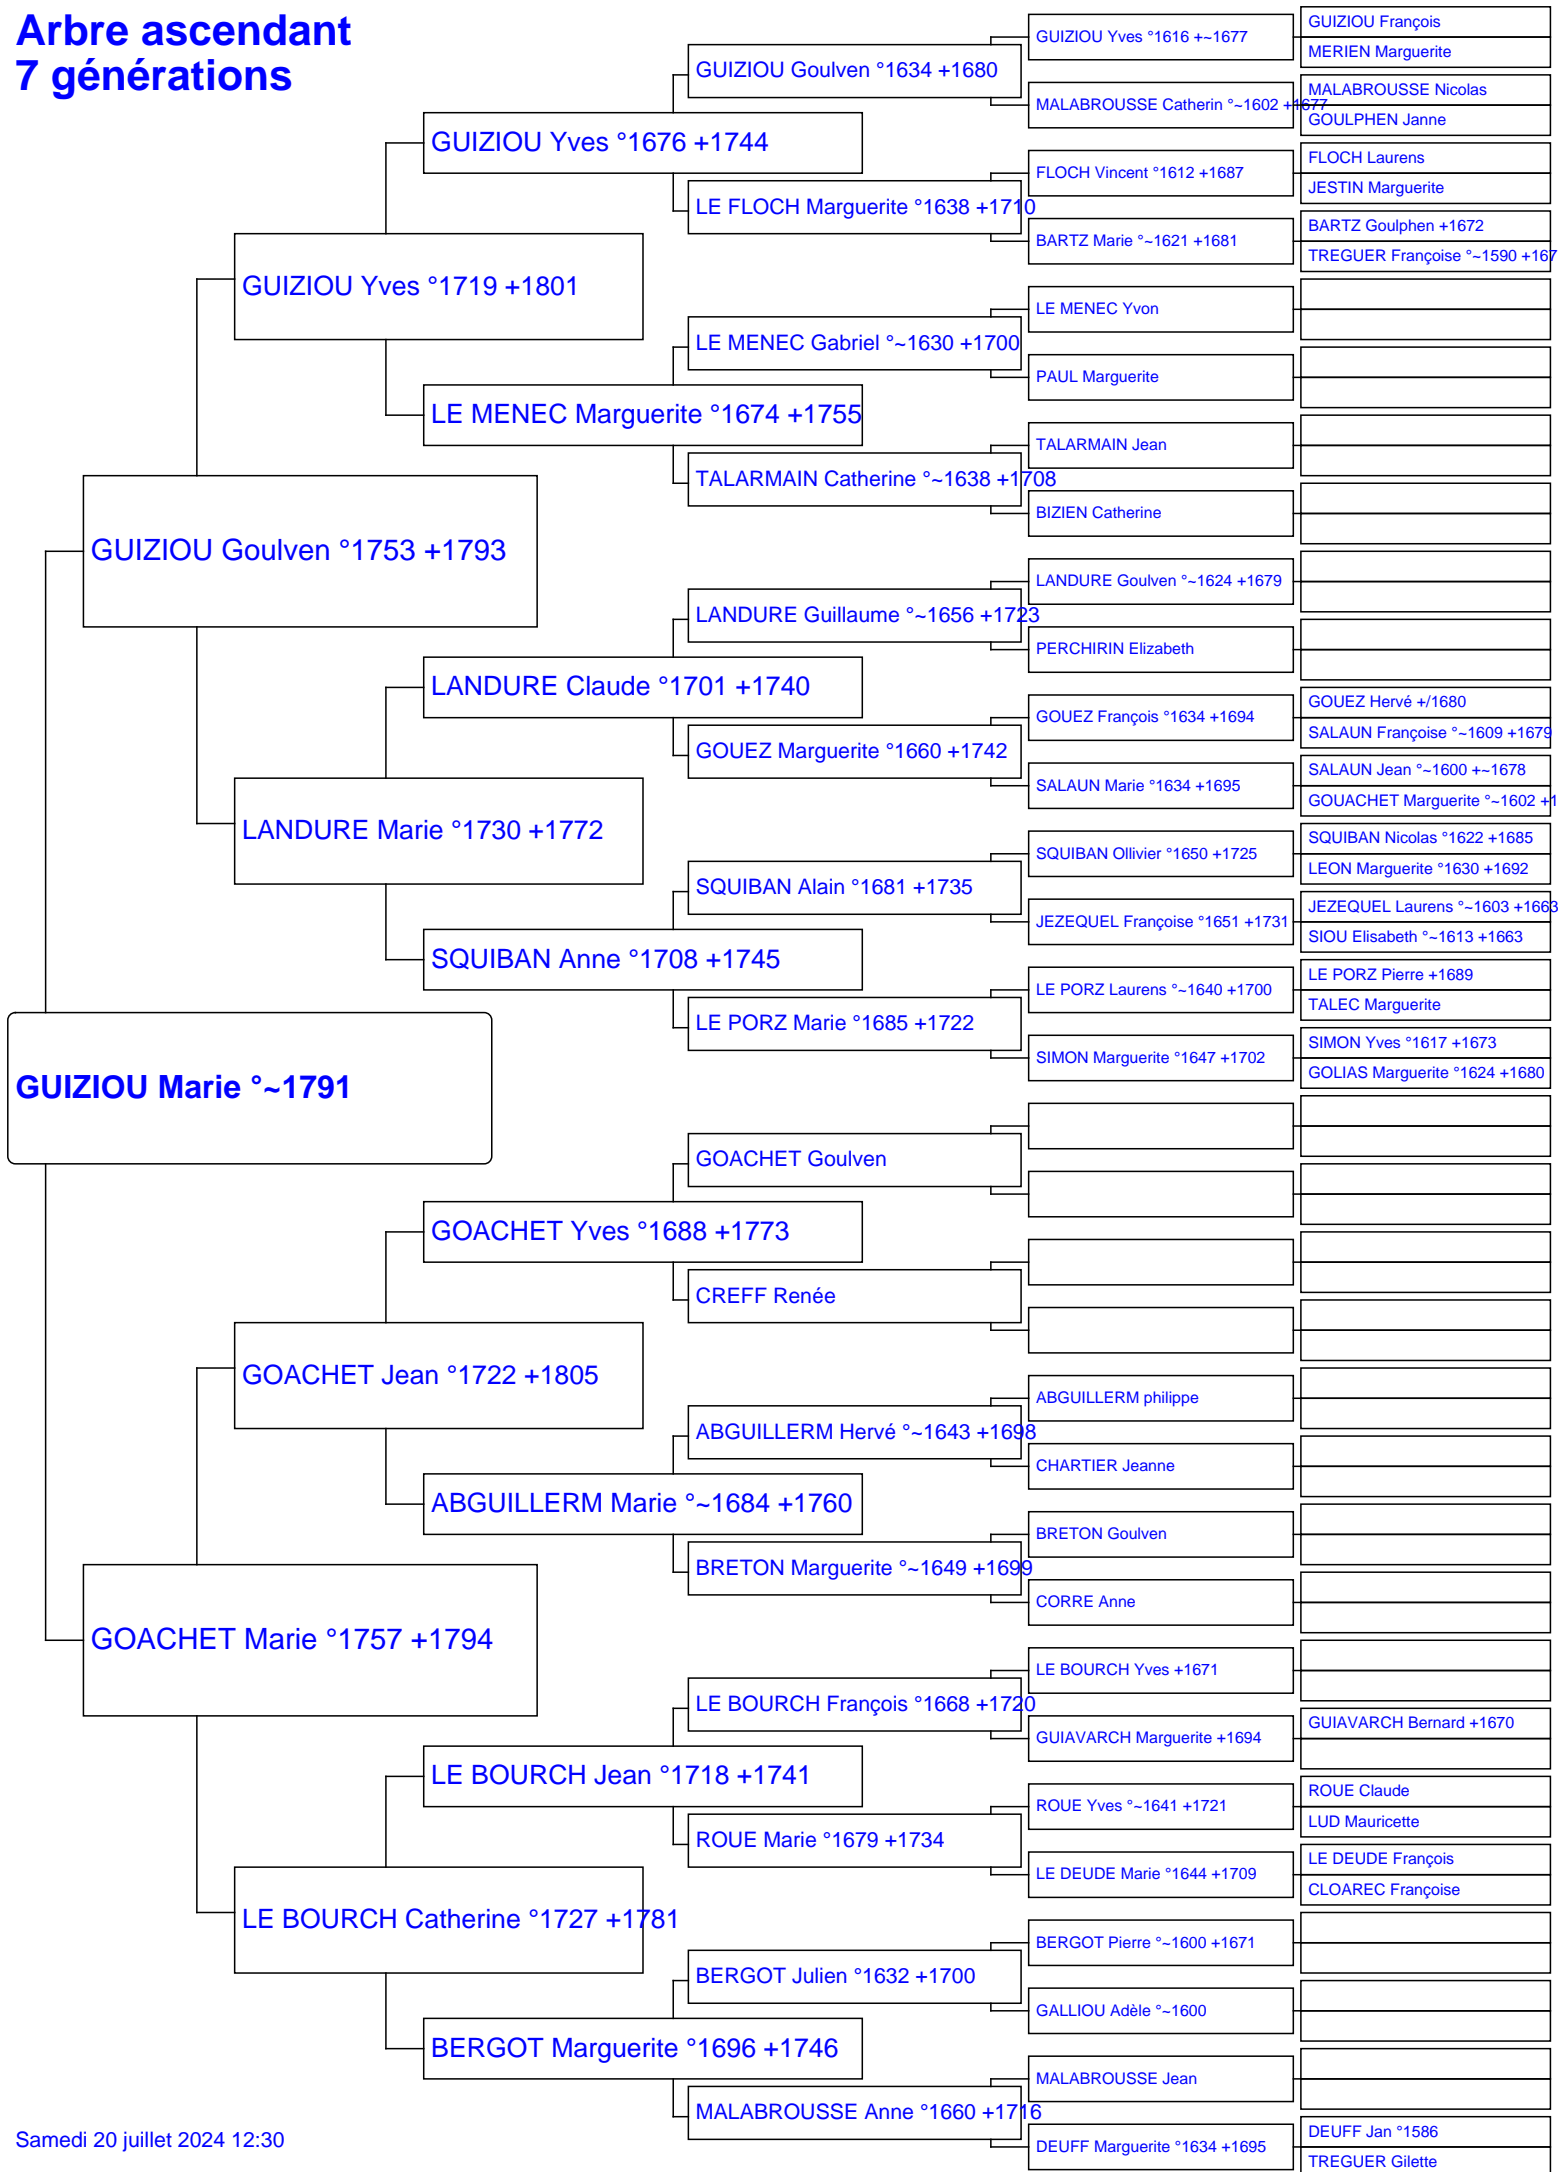 Arbre ascendant
7 générations
GUIZIOU Marie °~1791
GUIZIOU Goulven °1753 +1793
GOACHET Marie °1757 +1794
GUIZIOU Yves °1719 +1801
LANDURE Marie °1730 +1772
GOACHET Jean °1722 +1805
LE BOURCH Catherine °1727 +1781
GUIZIOU Yves °1676 +1744
LE MENEC Marguerite °1674 +1755
LANDURE Claude °1701 +1740
SQUIBAN Anne °1708 +1745
GOACHET Yves °1688 +1773
ABGUILLERM Marie °~1684 +1760
LE BOURCH Jean °1718 +1741
BERGOT Marguerite °1696 +1746
GUIZIOU Goulven °1634 +1680
LE FLOCH Marguerite °1638 +1710
LE MENEC Gabriel °~1630 +1700
TALARMAIN Catherine °~1638 +1708
LANDURE Guillaume °~1656 +1723
GOUEZ Marguerite °1660 +1742
SQUIBAN Alain °1681 +1735
LE PORZ Marie °1685 +1722
GOACHET Goulven
CREFF Renée
ABGUILLERM Hervé °~1643 +1698
BRETON Marguerite °~1649 +1699
LE BOURCH François °1668 +1720
ROUE Marie °1679 +1734
BERGOT Julien °1632 +1700
MALABROUSSE Anne °1660 +1716
GUIZIOU Yves °1616 +~1677
MALABROUSSE Catherin °~1602 +1677
FLOCH Vincent °1612 +1687
BARTZ Marie °~1621 +1681
LE MENEC Yvon
PAUL Marguerite
TALARMAIN Jean
BIZIEN Catherine
LANDURE Goulven °~1624 +1679
PERCHIRIN Elizabeth
GOUEZ François °1634 +1694
SALAUN Marie °1634 +1695
SQUIBAN Ollivier °1650 +1725
JEZEQUEL Françoise °1651 +1731
LE PORZ Laurens °~1640 +1700
SIMON Marguerite °1647 +1702
ABGUILLERM philippe
CHARTIER Jeanne
BRETON Goulven
CORRE Anne
LE BOURCH Yves +1671
GUIAVARCH Marguerite +1694
ROUE Yves °~1641 +1721
LE DEUDE Marie °1644 +1709
BERGOT Pierre °~1600 +1671
GALLIOU Adèle °~1600
MALABROUSSE Jean
DEUFF Marguerite °1634 +1695
GUIZIOU François
MERIEN Marguerite
MALABROUSSE Nicolas
GOULPHEN Janne
FLOCH Laurens
JESTIN Marguerite
BARTZ Goulphen +1672
TREGUER Françoise °~1590 +167
GOUEZ Hervé +/1680
SALAUN Françoise °~1609 +1679
SALAUN Jean °~1600 +~1678
GOUACHET Marguerite °~1602 +1
SQUIBAN Nicolas °1622 +1685
LEON Marguerite °1630 +1692
JEZEQUEL Laurens °~1603 +1663
SIOU Elisabeth °~1613 +1663
LE PORZ Pierre +1689
TALEC Marguerite
SIMON Yves °1617 +1673
GOLIAS Marguerite °1624 +1680
GUIAVARCH Bernard +1670
ROUE Claude
LUD Mauricette
LE DEUDE François
CLOAREC Françoise
DEUFF Jan °1586
TREGUER Gilette
Samedi 20 juillet 2024 12:30